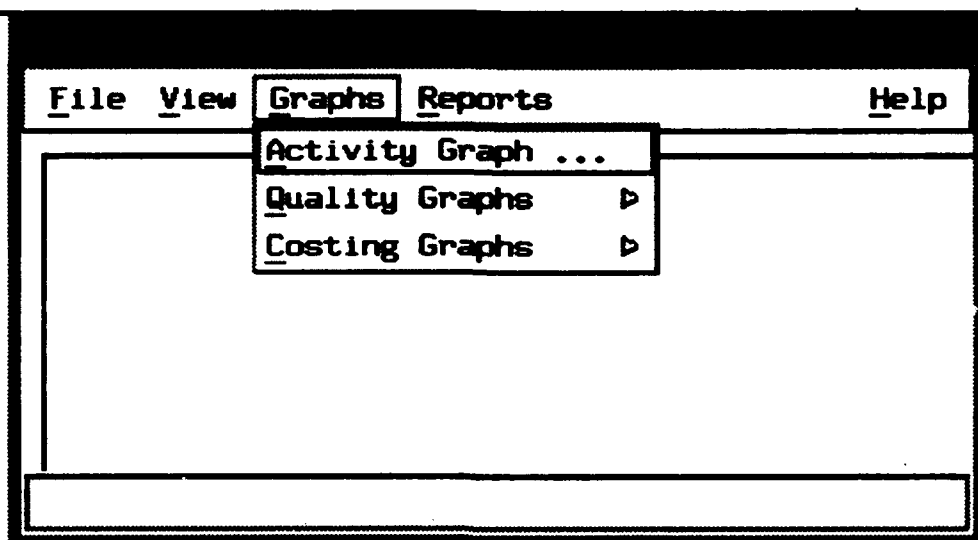 File View Graphs Reports Help
Activity Graph ...
Quality Graphs
Costing Graphs